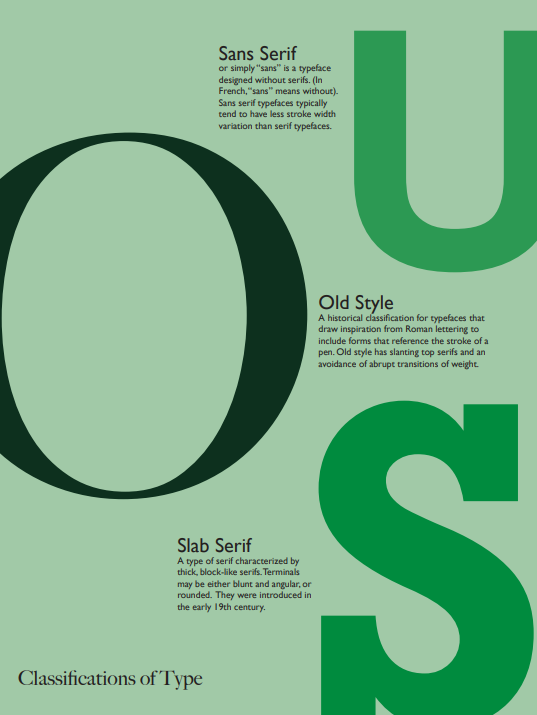 U
Sans Serif
or simply “sans” is a typeface
designed without serifs. (In
French, “sans” means without).
Sans serif typefaces typically
tend to have less stroke width
variation than serif typefaces.
O
Old Style
A historical classification for typefaces that
draw inspiration from Roman lettering to
include forms that reference the stroke of a
pen. Old style has slanting top serifs and an
avoidance of abrupt transitions of weight.
S
Slab Serif
A type of serif characterized by
thick, block-like serifs. Terminals
may be either blunt and angular, or
rounded. They were introduced in
the early 19th century.
Classifications of Type